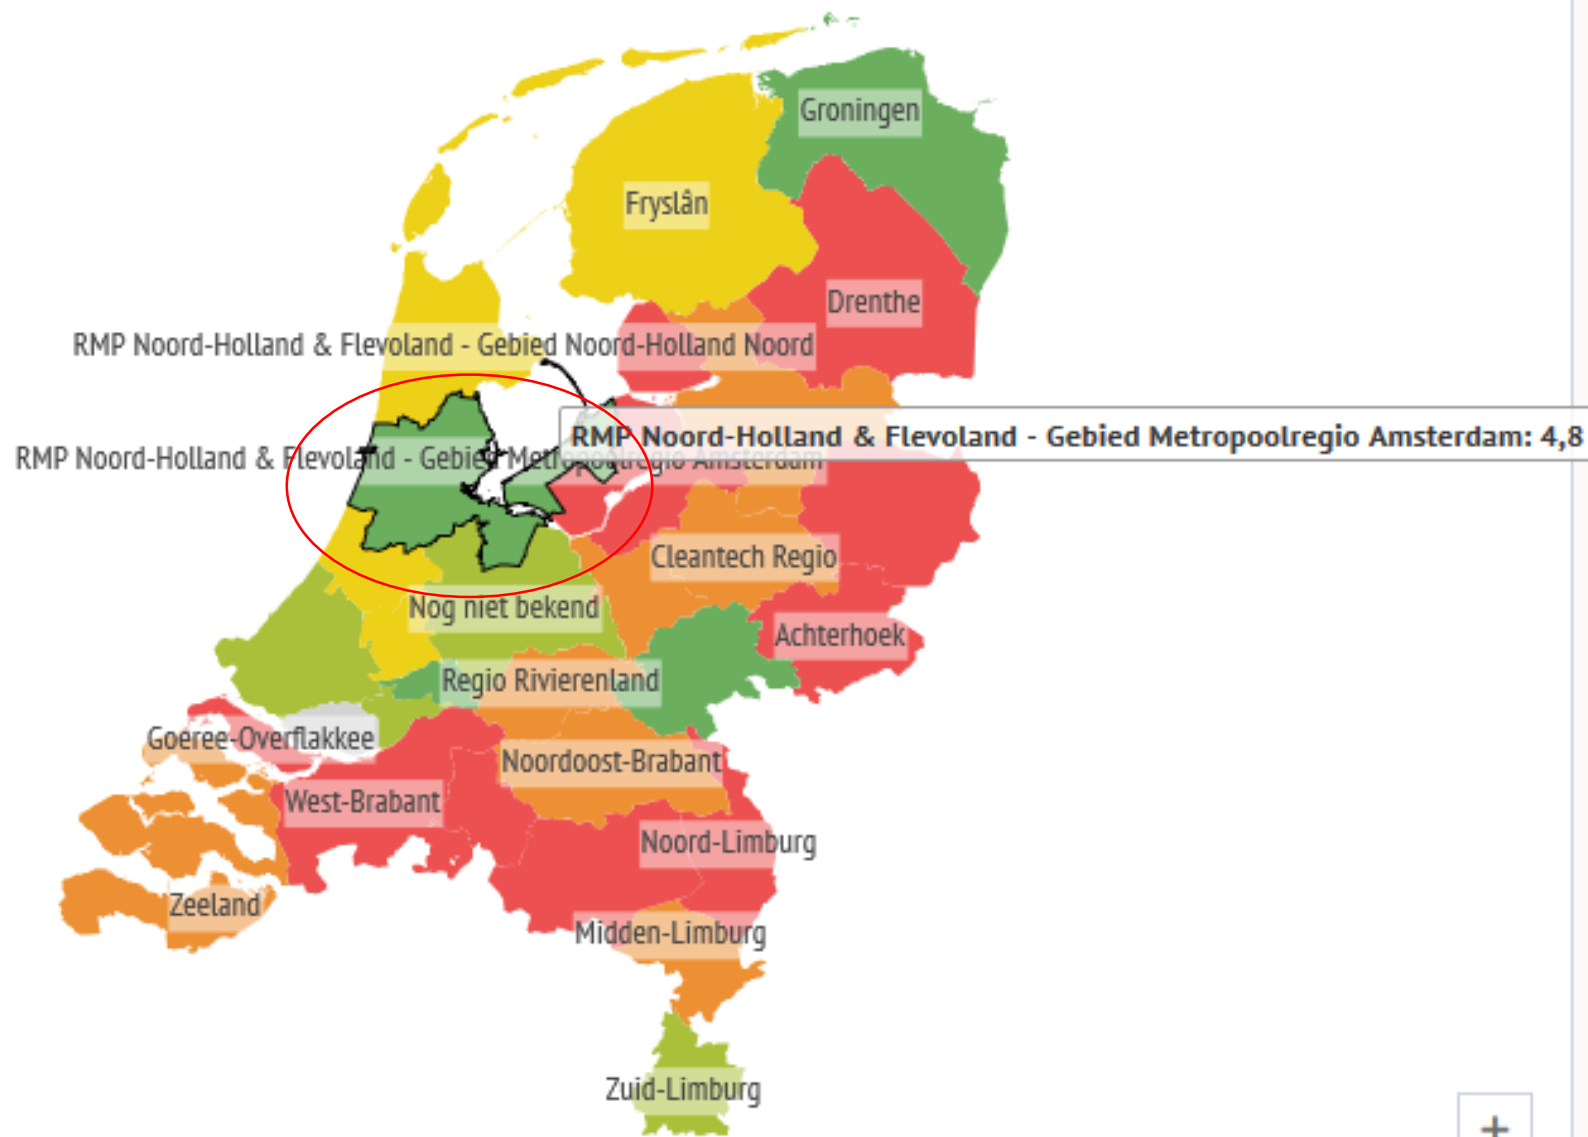 Groningen
Fryslân
Drenthe
RMP Noord-Holland & Flevoland - Gebied Noord-Holland Noord
RMP Noord-Holland & Flevoland - Gebied Metropoolregio Amsterdam: 4,8
RMP Noord-Holland & Flevoland - Gebied Metropoolregio Amsterdam
Cleantech Regio
Nog niet bekend
Achterhoek
Regio Rivierenland
Goeree-Overflakkee
Noordoost-Brabant
West-Brabant
Noord-Limburg
Zeeland
Midden-Limburg
Zuid-Limburg
+